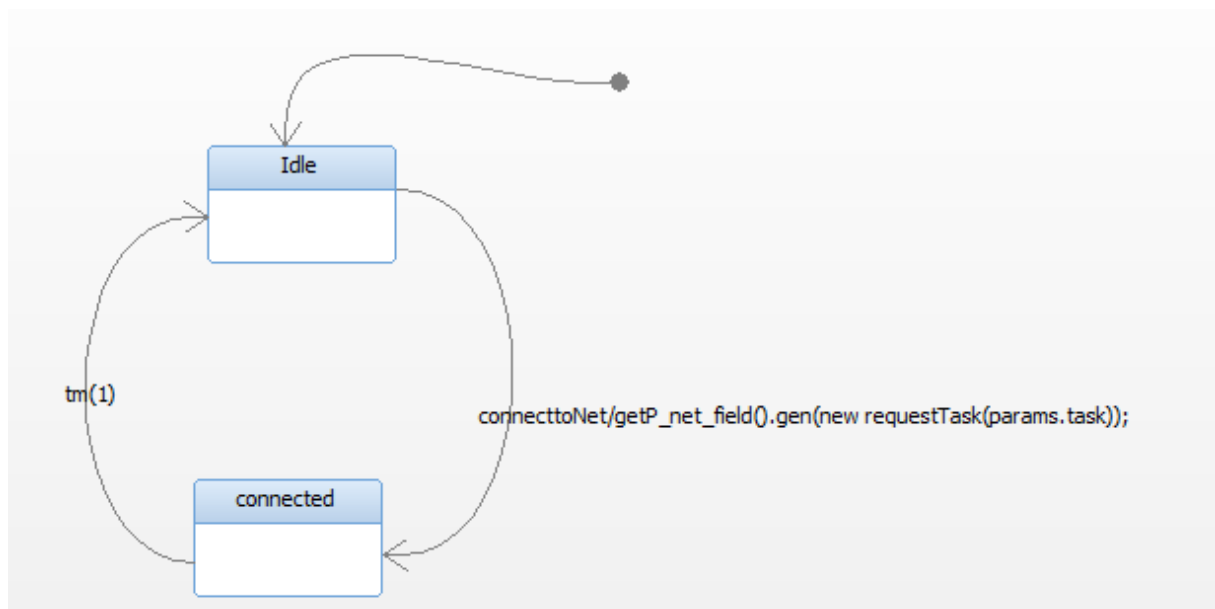 Idle
tm(1)
connecttoNet/getP_net_field().gen(new requestTask(params.task));
connected